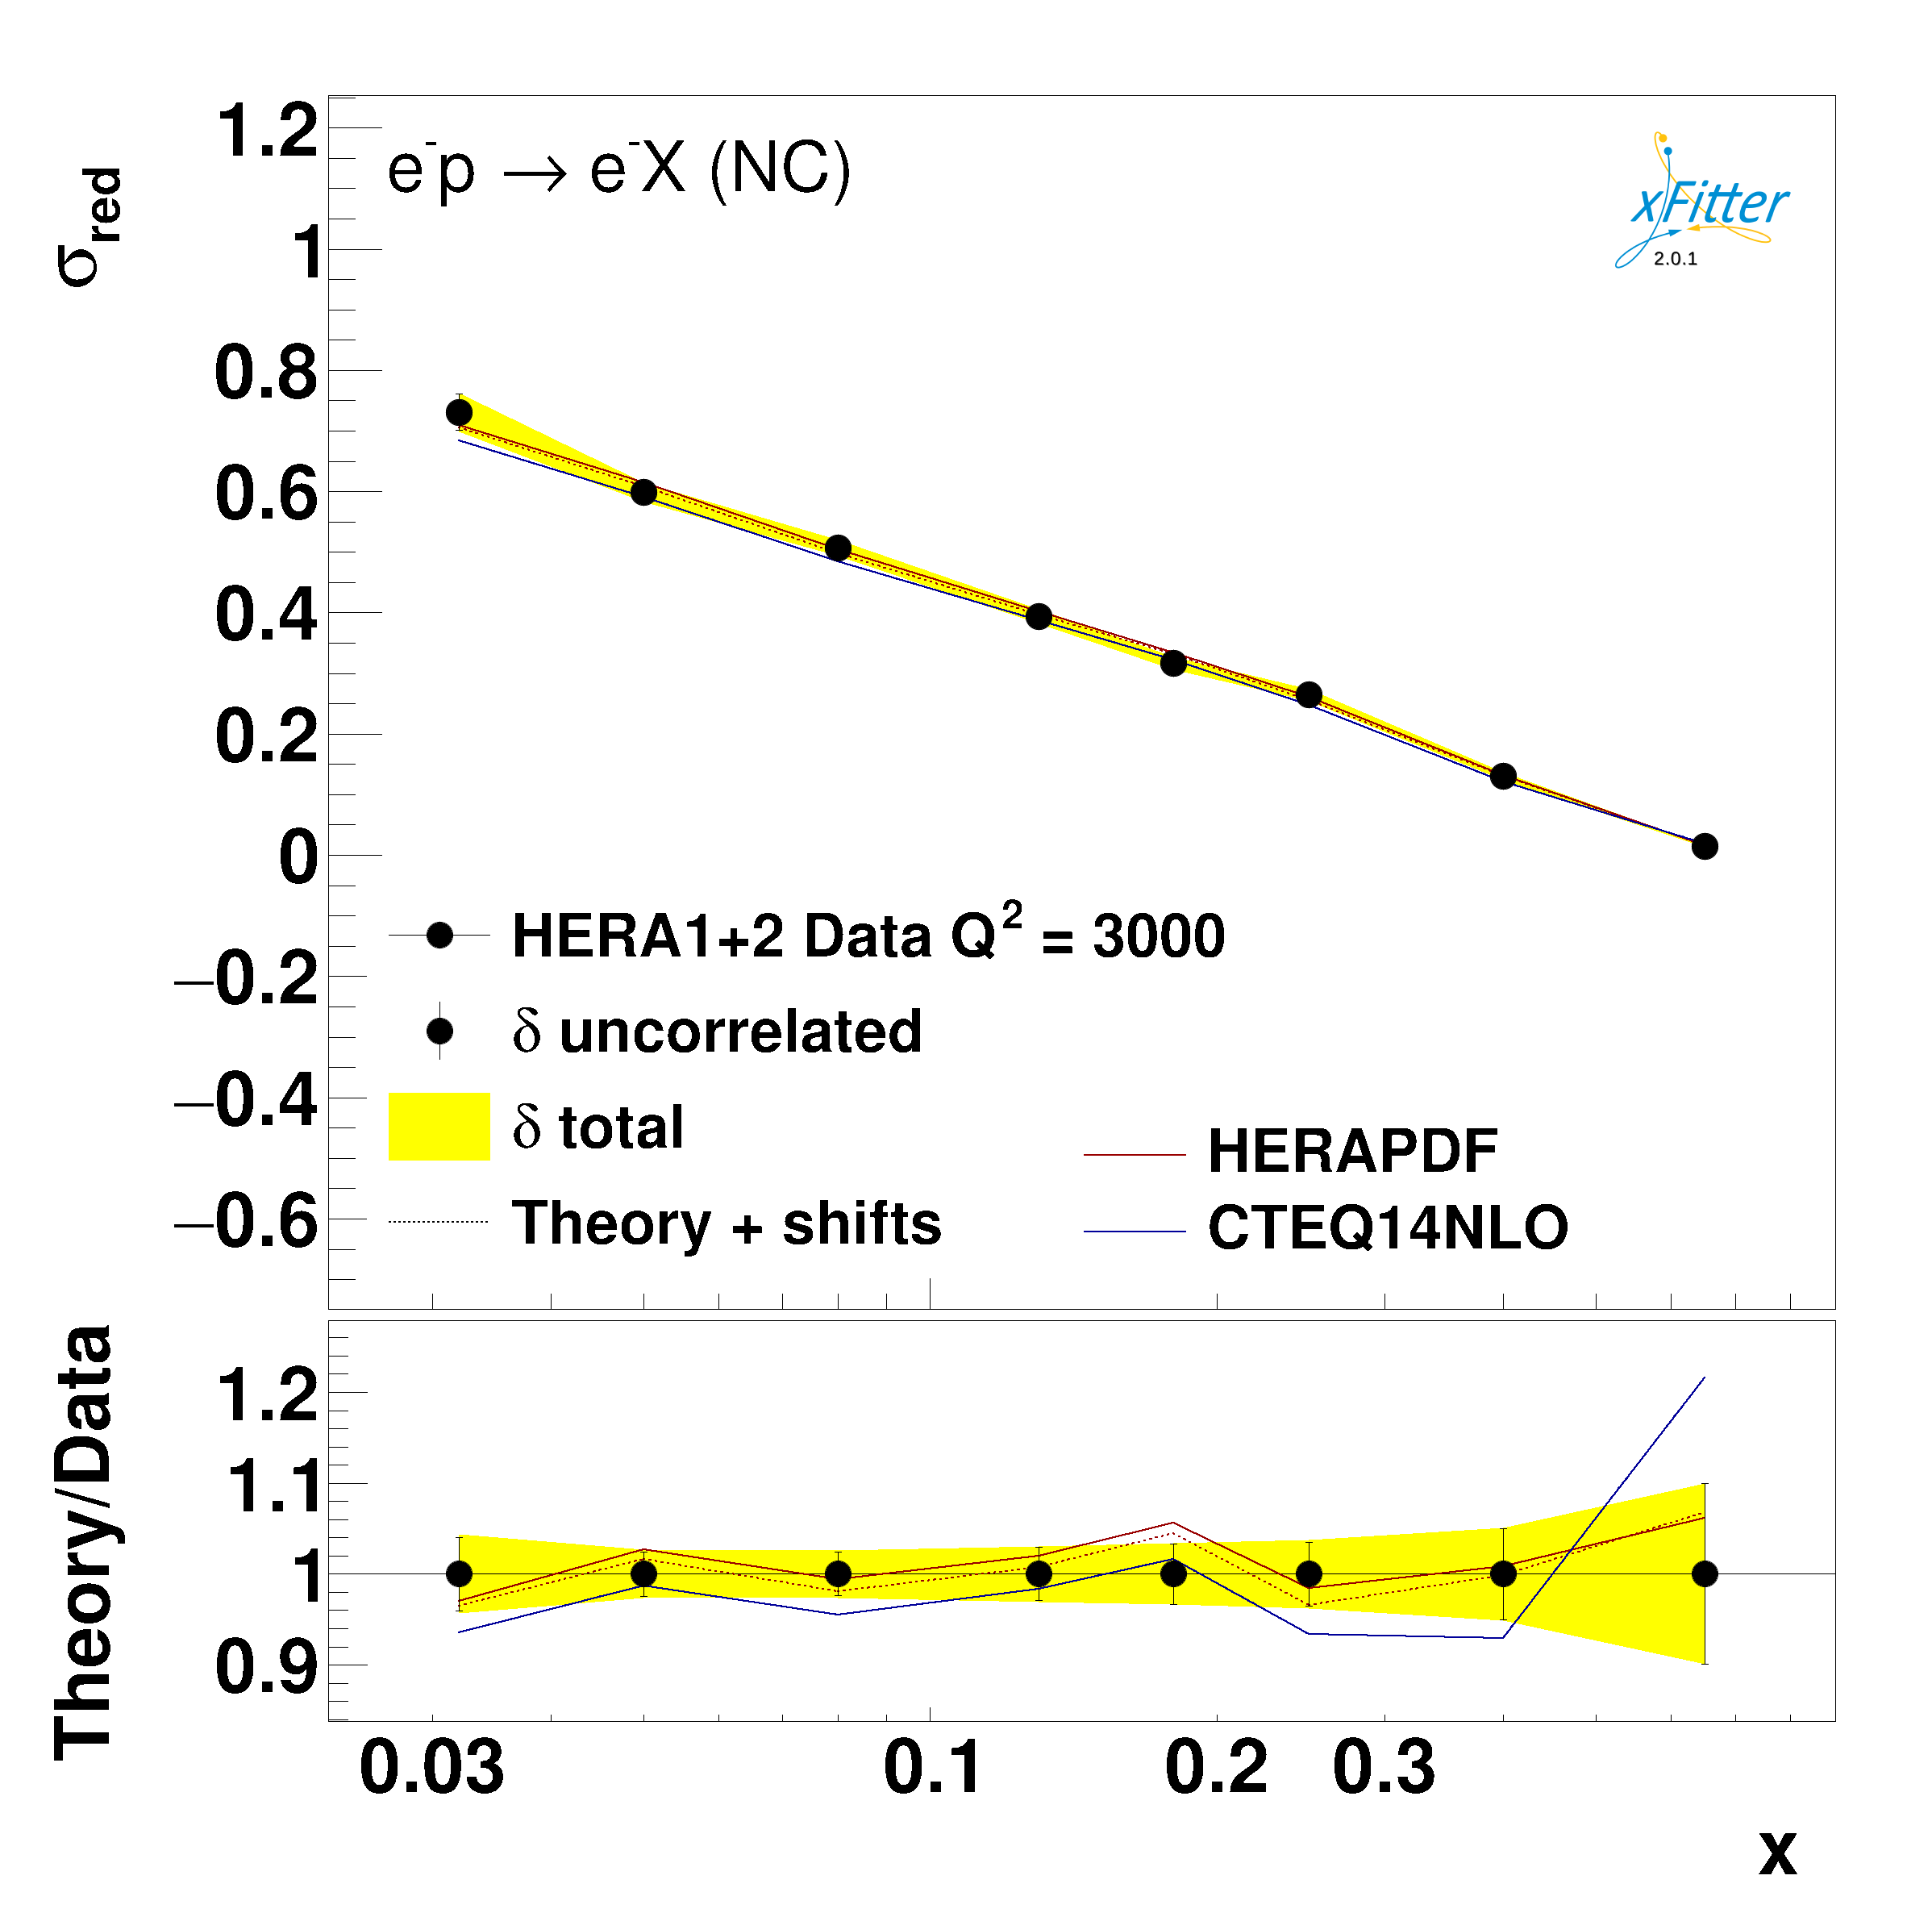 1.2
1
0.8
0.6
0.4
0.2
0
−0.2
−0.4
−0.6
σred
e-p → e-X (NC)
xFitter
2.0.1
HERA1+2 Data Q2 = 3000
δ uncorrelated
δ total
Theory + shifts
HERAPDF
CTEQ14NLO
Theory/Data
1.2
1.1
1
0.9
0.03 0.1 0.2 0.3
x